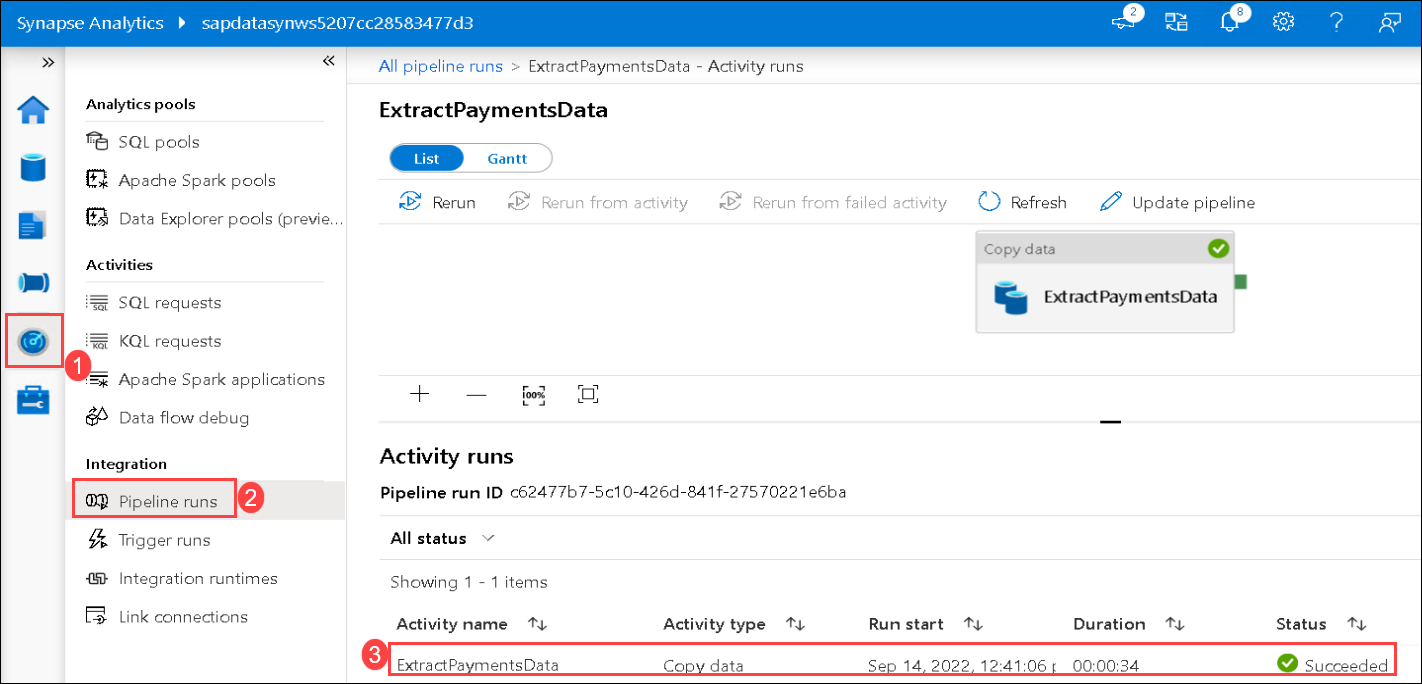 Synapse Analytics sapdatasynws5207cc28583477d3 2 8
« All pipeline runs > ExtractPaymentsData - Activity runs
Analytics pools
SQL pools
Apache Spark pools
Data Explorer pools (previe...
Activities
SQL requests
KQL requests
1
Apache Spark applications
Data flow debug
Integration
Pipeline runs 2
Trigger runs
Integration runtimes
Link connections
ExtractPaymentsData
List Gantt
Rerun Rerun from activity Rerun from failed activity Refresh Update pipeline
Copy data
ExtractPaymentsData
100%
Activity runs
Pipeline run ID c62477b7-5c10-426d-841f-27570221e6ba
All status
Showing 1 - 1 items
Activity name Activity type Run start Duration Status
3 ExtractPaymentsData Copy data Sep 14, 2022, 12:41:06 00:00:34 Succeeded